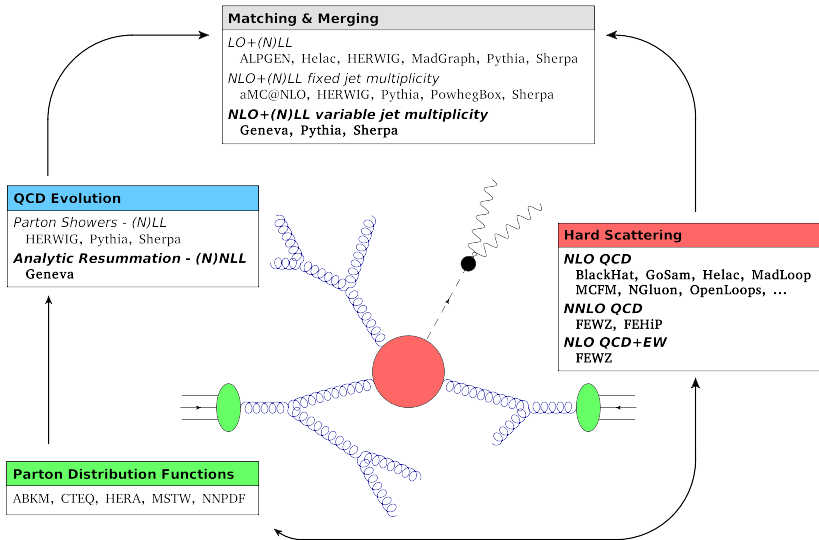 Matching & Merging
LO+(N)LL
ALPGEN, Helac, HERWIG, MadGraph, Pythia, Sherpa
NLO+(N)LL fixed jet multiplicity
aMC@NLO, HERWIG, Pythia, PowhegBox, Sherpa
NLO+(N)LL variable jet multiplicity
Geneva, Pythia, Sherpa
QCD Evolution
Parton Showers - (N)LL
HERWIG, Pythia, Sherpa
Analytic Resummation - (N)NLL
Geneva
Hard Scattering
NLO QCD
BlackHat, GoSam, Helac, MadLoop
MCFM, NGluon, OpenLoops, ...
NNLO QCD
FEWZ, FEHiP
NLO QCD+EW
FEWZ
Parton Distribution Functions
ABKM, CTEQ, HERA, MSTW, NNPDF